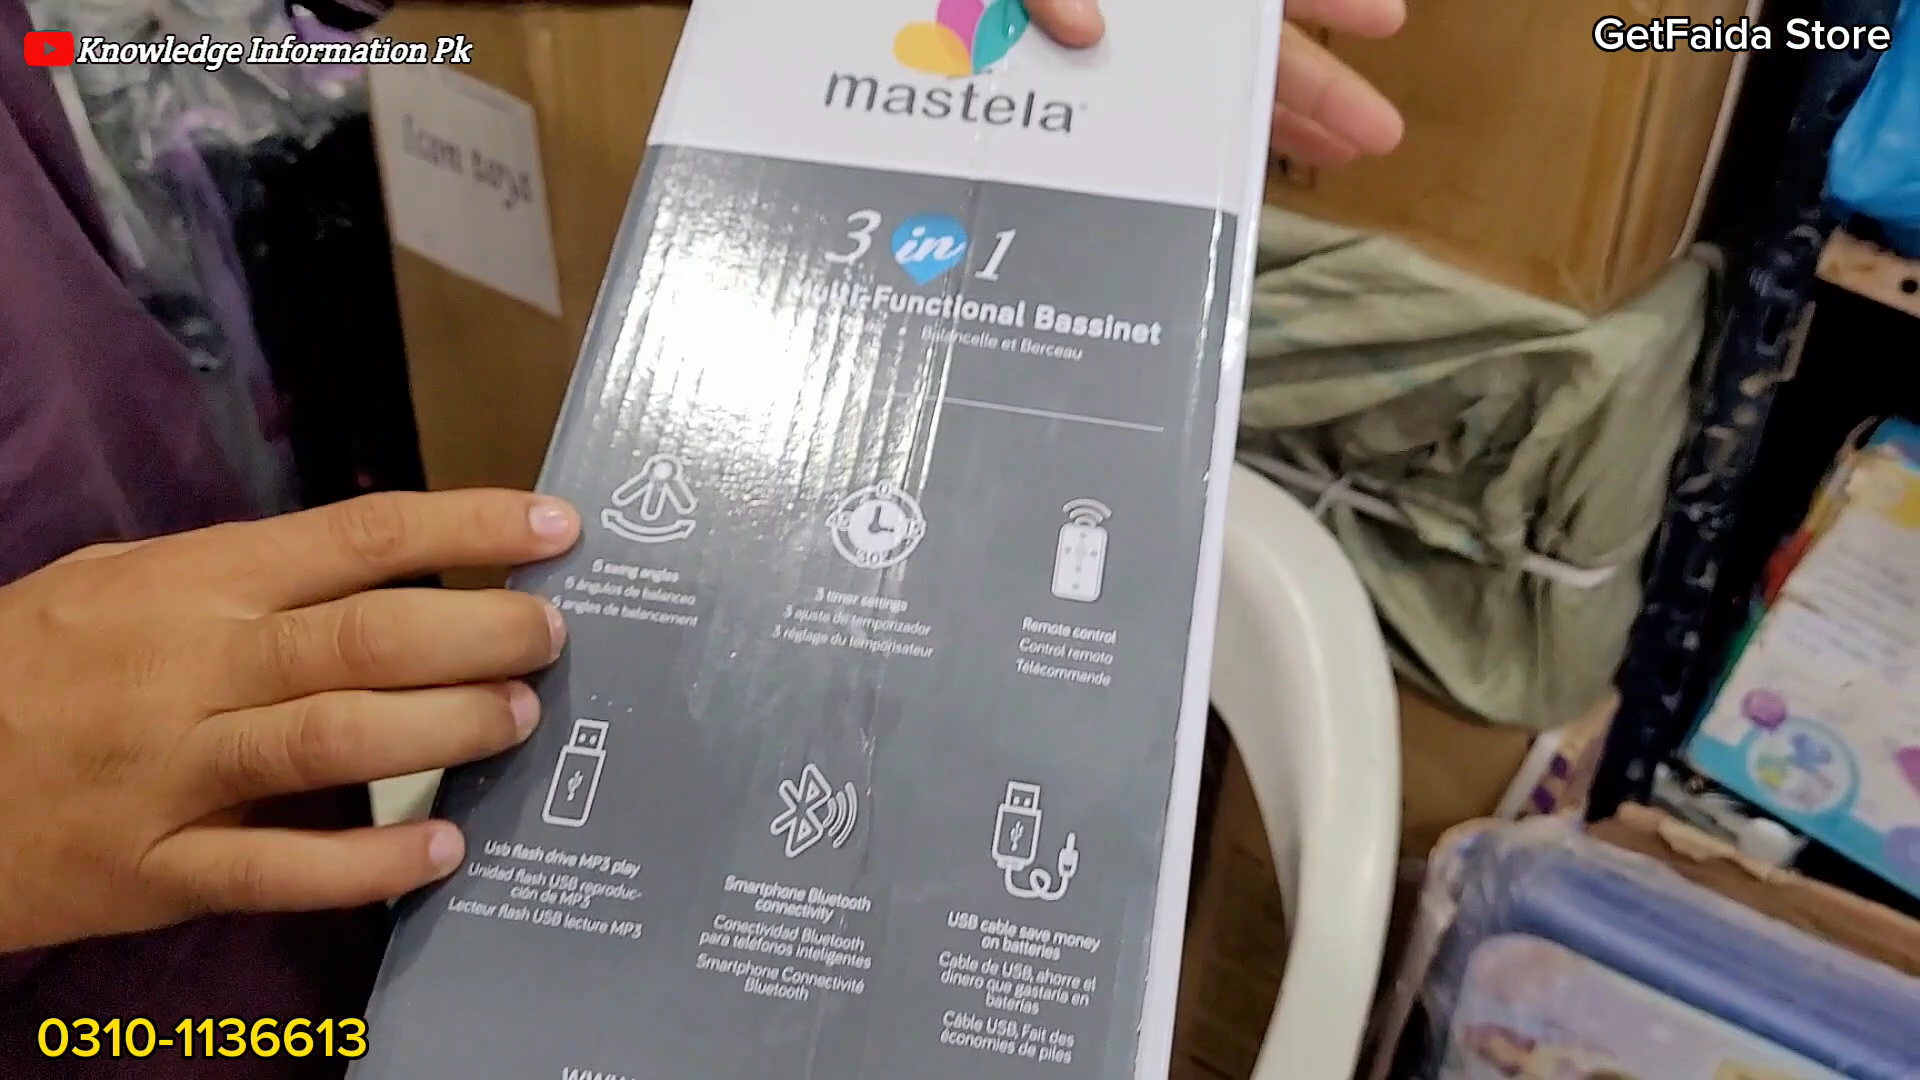 Knowledge Information Pk
GetFaida Store
mastela
3 in 1
Multi-Functional Bassinet
Balancelle et Berceau
5 swing angles
5 ángulos de balanceo
5 angles de balancement
3 timer settings
3 ajuste de temporizador
3 réglage du temporisateur
Remote control
Control remoto
Télécommande
Usb flash drive MP3 play
Unidad flash USB reproduc-
ción de MP3
Lecteur flash USB lecture MP3
Smartphone Bluetooth
connectivity
Conectividad Bluetooth
para teléfonos inteligentes
Smartphone Connectivité
Bluetooth
USB cable save money
on batteries
Cable de USB, ahorre el
dinero que gastaría en
baterías
Câble USB, Fait des
économies de piles
0310-1136613